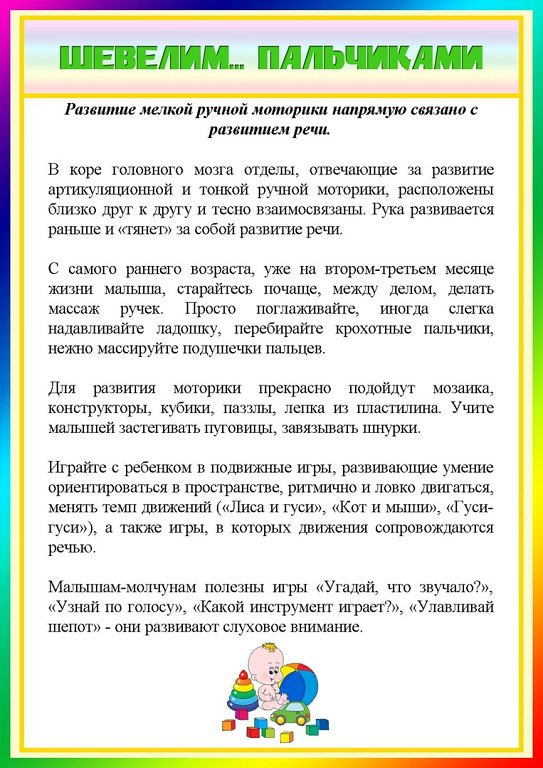 ШЕВЕЛИМ... ПАЛЬЧИКАМИ
Развитие мелкой ручной моторики напрямую связано с
развитием речи.
В коре головного мозга отделы, отвечающие за развитие
артикуляционной и тонкой ручной моторики, расположены
близко друг к другу и тесно взаимосвязаны. Рука развивается
раньше и «тянет» за собой развитие речи.
С самого раннего возраста, уже на втором-третьем месяце
жизни малыша, старайтесь почаще, между делом, делать
массаж ручек. Просто поглаживайте, иногда слегка
надавливайте ладошку, перебирайте крохотные пальчики,
нежно массируйте подушечки пальцев.
Для развития моторики прекрасно подойдут мозаика,
конструкторы, кубики, паззлы, лепка из пластилина. Учите
малышей застегивать пуговицы, завязывать шнурки.
Играйте с ребенком в подвижные игры, развивающие умение
ориентироваться в пространстве, ритмично и ловко двигаться,
менять темп движений («Лиса и гуси», «Кот и мыши», «Гуси-
гуси»), а также игры, в которых движения сопровождаются
речью.
Малышам-молчунам полезны игры «Угадай, что звучало?»,
«Узнай по голосу», «Какой инструмент играет?», «Улавливай
шепот» - они развивают слуховое внимание.